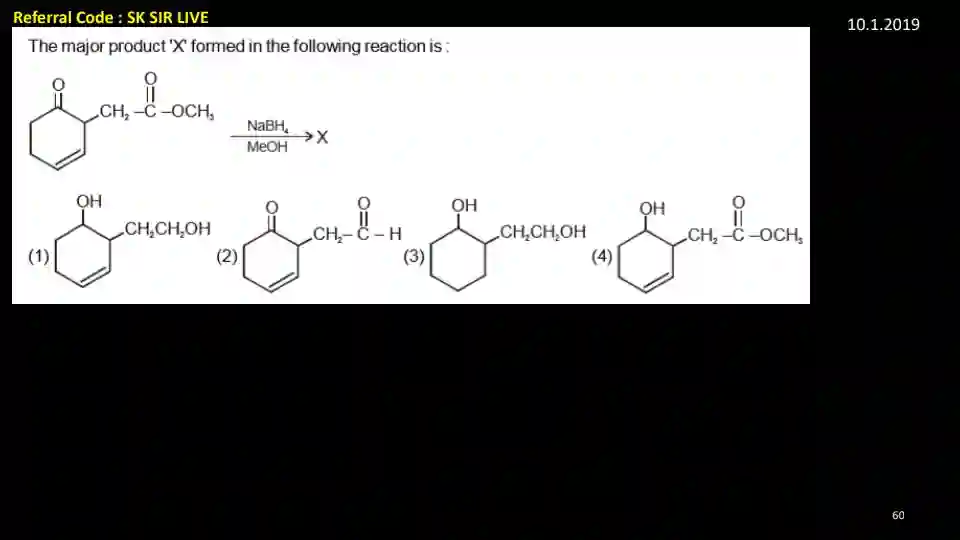 Referral Code : SK SIR LIVE
10.1.2019
The major product 'X' formed in the following reaction is :
O
O
CH₂ –C –OCH₃
NaBH₄
MeOH
X
OH
CH₂CH₂OH
(1)
O
O
CH₂– C – H
(2)
OH
CH₂CH₂OH
(3)
OH
O
CH₂ –C –OCH₃
(4)
60